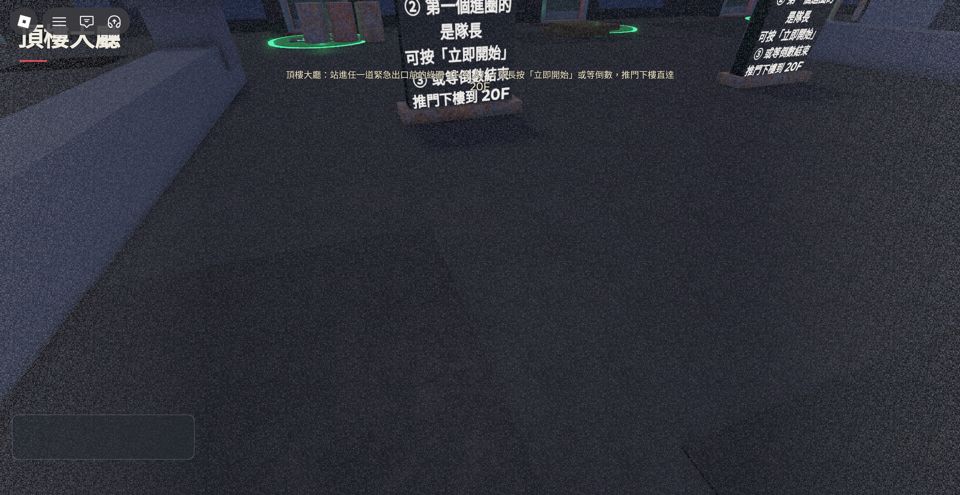 頂樓大廳
② 第一個進圈的
是隊長
可按「立即開始」
③ 或等倒數結束
推門下樓到 20F
頂樓大廳：站進任一道緊急出口前的綠圈
長按「立即開始」或等倒數，推門下樓直達
20F
是隊長
可按「立即開始」
③ 或等倒數結束
推門下樓到 20F